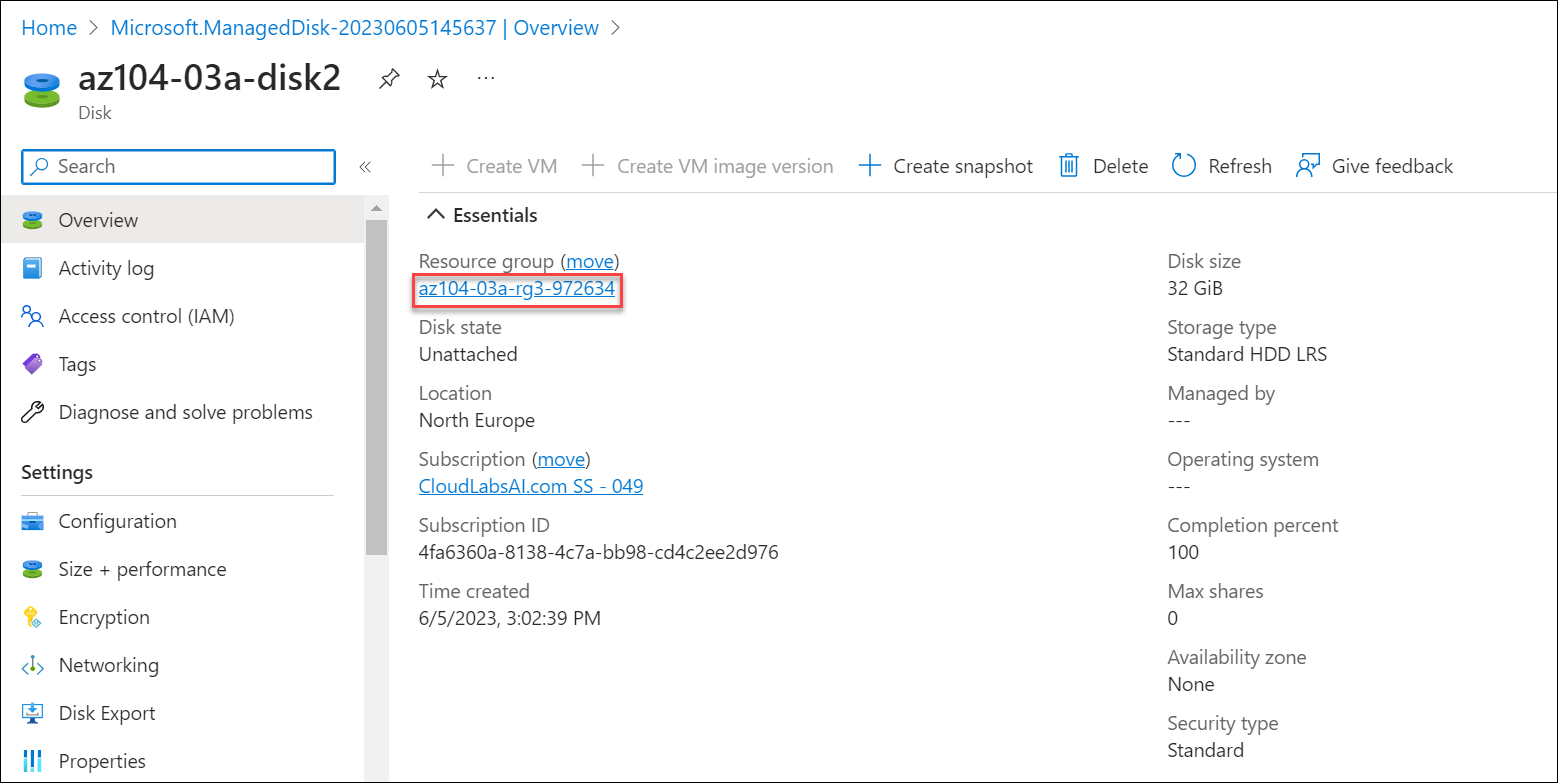 Home > Microsoft.ManagedDisk-20230605145637 | Overview >
az104-03a-disk2
...
Disk
Search
«
Create VM
Create VM image version
Create snapshot
Delete
Refresh
Give feedback
Overview
Activity log
Access control (IAM)
Tags
Diagnose and solve problems
Settings
Configuration
Size + performance
Encryption
Networking
Disk Export
Properties
Essentials
Resource group (move)
az104-03a-rg3-972634
Disk state
Unattached
Location
North Europe
Subscription (move)
CloudLabsAI.com SS - 049
Subscription ID
4fa6360a-8138-4c7a-bb98-cd4c2ee2d976
Time created
6/5/2023, 3:02:39 PM
Disk size
32 GiB
Storage type
Standard HDD LRS
Managed by
---
Operating system
---
Completion percent
100
Max shares
0
Availability zone
None
Security type
Standard